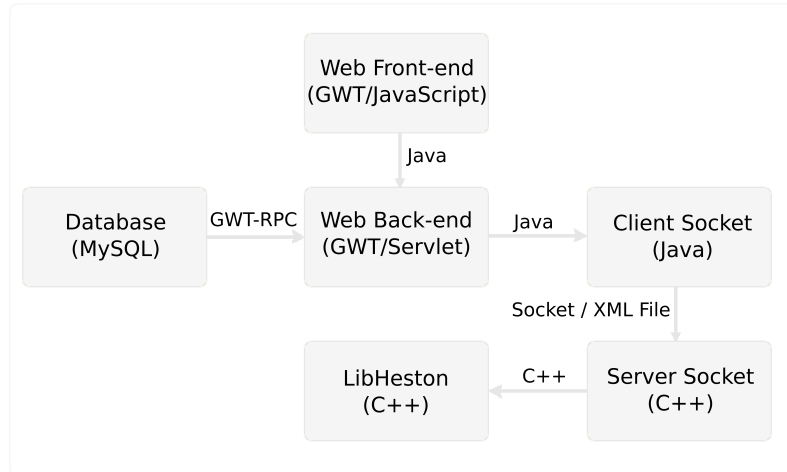 Web Front-end
(GWT/JavaScript)
Java
Database
(MySQL)
GWT-RPC
Web Back-end
(GWT/Servlet)
Java
Client Socket
(Java)
Socket / XML File
LibHeston
(C++)
C++
Server Socket
(C++)